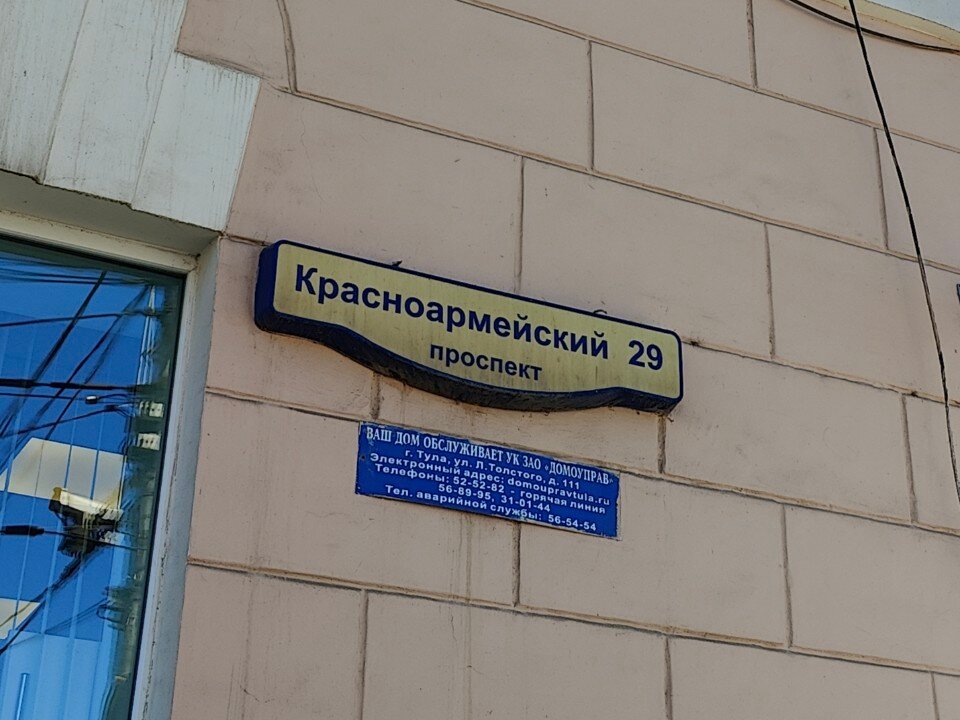 Красноармейский 29
проспект
ВАШ ДОМ ОБСЛУЖИВАЕТ УК ЗАО «ДОМОУПРАВ»
г. Тула, ул. Л.Толстого, д. 111
Электронный адрес: domoupravtula.ru
Телефоны: 52-52-82 - горячая линия
56-89-95, 31-01-44
Тел. аварийной службы: 56-54-54